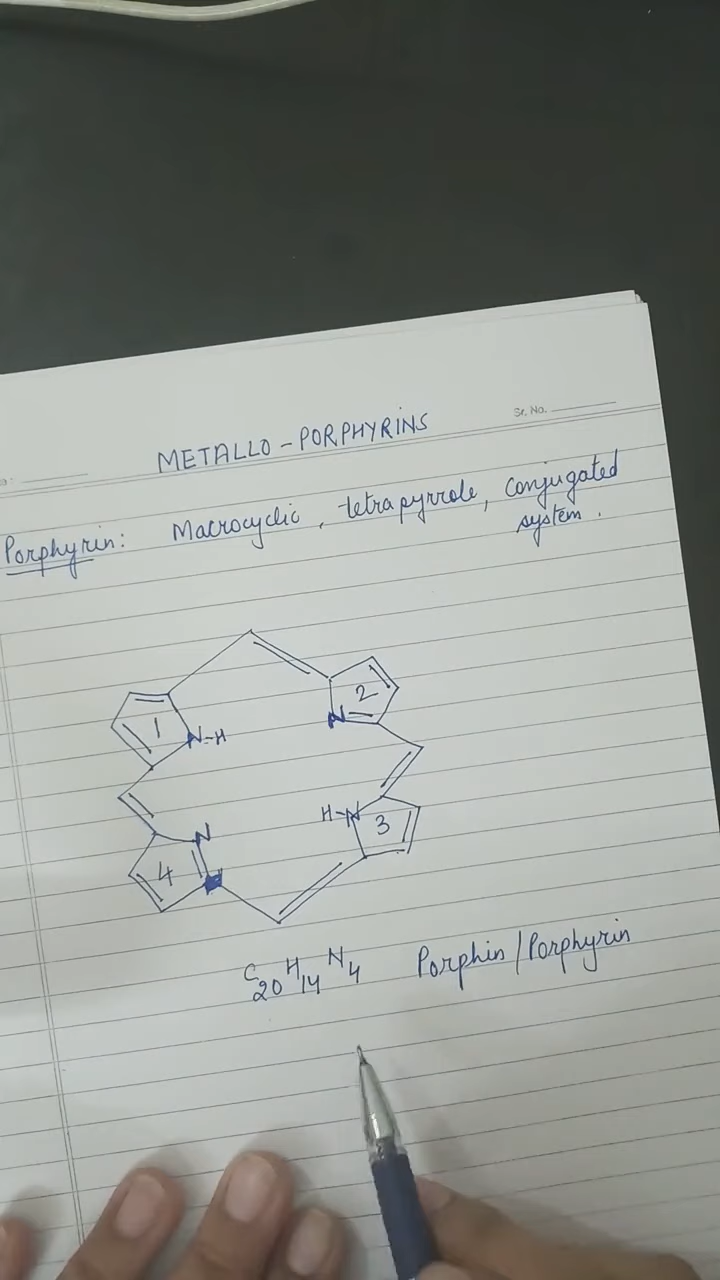 Sr. No.
METALLO - PORPHYRINS
Porphyrin: Macrocyclic, tetrapyrrole, conjugated
system.
1
2
N-H
N
H-N
3
N
4
C20H14N4 Porphin/Porphyrin